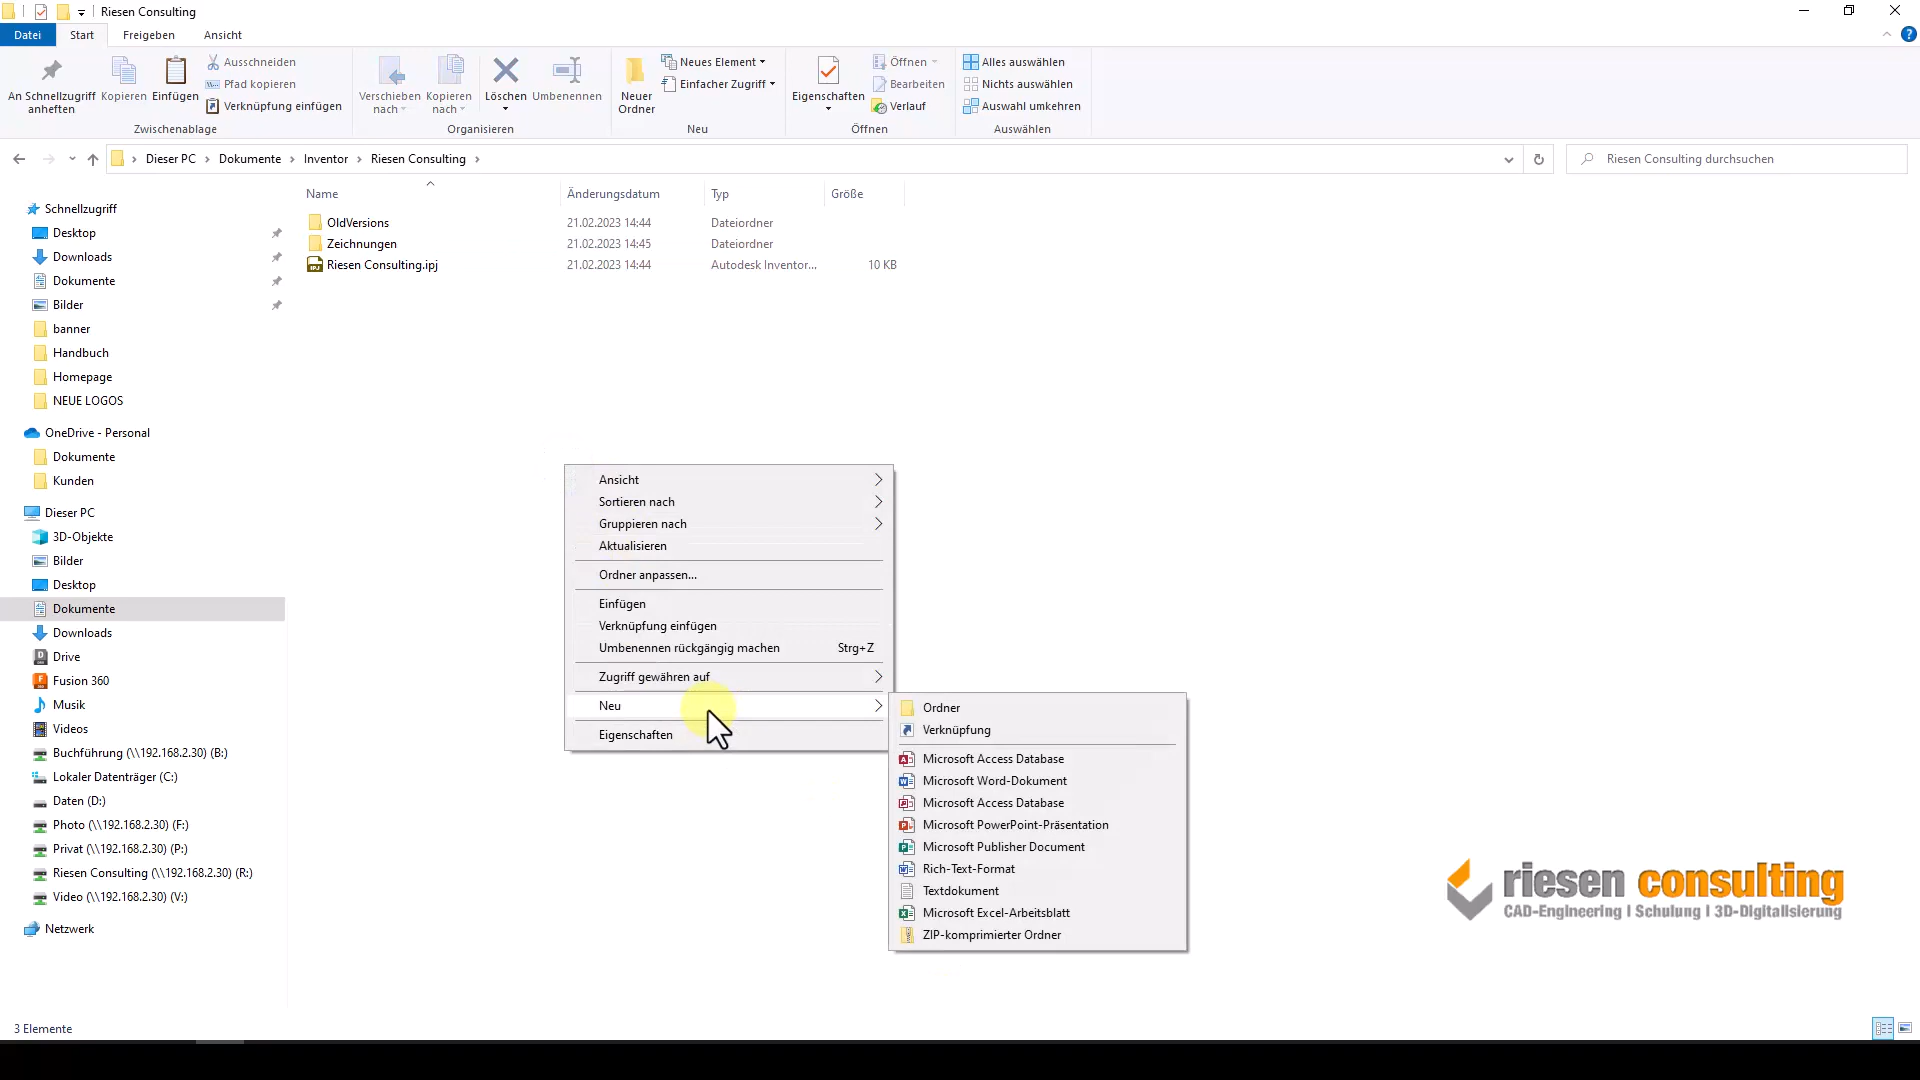 Riesen Consulting
Datei Start Freigeben Ansicht
An Schnellzugriff anheften
Kopieren
Einfügen
Ausschneiden
Pfad kopieren
Verknüpfung einfügen
Zwischenablage
Verschieben nach
Kopieren nach
Löschen
Umbenennen
Organisieren
Neuer Ordner
Neues Element
Einfacher Zugriff
Neu
Eigenschaften
Öffnen
Bearbeiten
Verlauf
Öffnen
Alles auswählen
Nichts auswählen
Auswahl umkehren
Auswählen
Dieser PC > Dokumente > Inventor > Riesen Consulting >
Riesen Consulting durchsuchen
Name Änderungsdatum Typ Größe
OldVersions 21.02.2023 14:44 Dateiordner
Zeichnungen 21.02.2023 14:45 Dateiordner
Riesen Consulting.ipj 21.02.2023 14:44 Autodesk Inventor... 10 KB
Schnellzugriff
Desktop
Downloads
Dokumente
Bilder
banner
Handbuch
Homepage
NEUE LOGOS
OneDrive - Personal
Dokumente
Kunden
Dieser PC
3D-Objekte
Bilder
Desktop
Dokumente
Downloads
Drive
Fusion 360
Musik
Videos
Buchführung (\\192.168.2.30) (B:)
Lokaler Datenträger (C:)
Daten (D:)
Photo (\\192.168.2.30) (F:)
Privat (\\192.168.2.30) (P:)
Riesen Consulting (\\192.168.2.30) (R:)
Video (\\192.168.2.30) (V:)
Netzwerk
Ansicht
Sortieren nach
Gruppieren nach
Aktualisieren
Ordner anpassen...
Einfügen
Verknüpfung einfügen
Umbenennen rückgängig machen Strg+Z
Zugriff gewähren auf
Neu
Eigenschaften
Ordner
Verknüpfung
Microsoft Access Database
Microsoft Word-Dokument
Microsoft Access Database
Microsoft PowerPoint-Präsentation
Microsoft Publisher Document
Rich-Text-Format
Textdokument
Microsoft Excel-Arbeitsblatt
ZIP-komprimierter Ordner
riesen consulting
CAD-Engineering | Schulung | 3D-Digitalisierung
3 Elemente